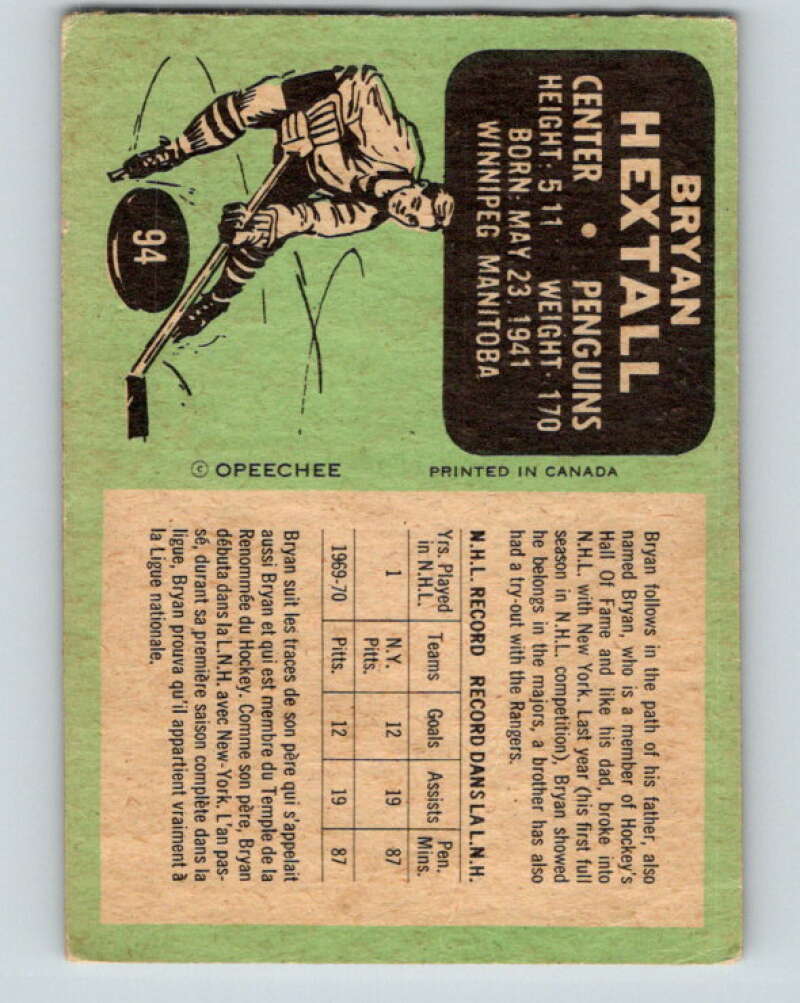 BRYAN
HEXTALL
CENTER • PENGUINS
HEIGHT: 5 11 WEIGHT: 170
BORN: MAY 23, 1941
WINNIPEG MANITOBA
94
© OPEECHEE
PRINTED IN CANADA
Bryan follows in the path of his father, also
named Bryan, who is a member of Hockey's
Hall Of Fame and like his dad, broke into
N.H.L. with New York. Last year (his first full
season in N.H.L. competition), Bryan showed
he belongs in the majors, a brother has also
had a try-out with the Rangers.
N.H.L. RECORD RECORD DANS LA L.N.H.
Yrs. Played in N.H.L. Teams Goals Assists Pen. Mins.
1 N.Y. Pitts. 12 19 87
1969-70 Pitts. 12 19 87
Bryan suit les traces de son père qui s'appelait
aussi Bryan et qui est membre du Temple de la
Renommée du Hockey. Comme son père, Bryan
débuta dans la L.N.H. avec New-York. L'an pas-
sé, durant sa première saison complète dans la
ligue, Bryan prouva qu'il appartient vraiment à
la Ligue nationale.